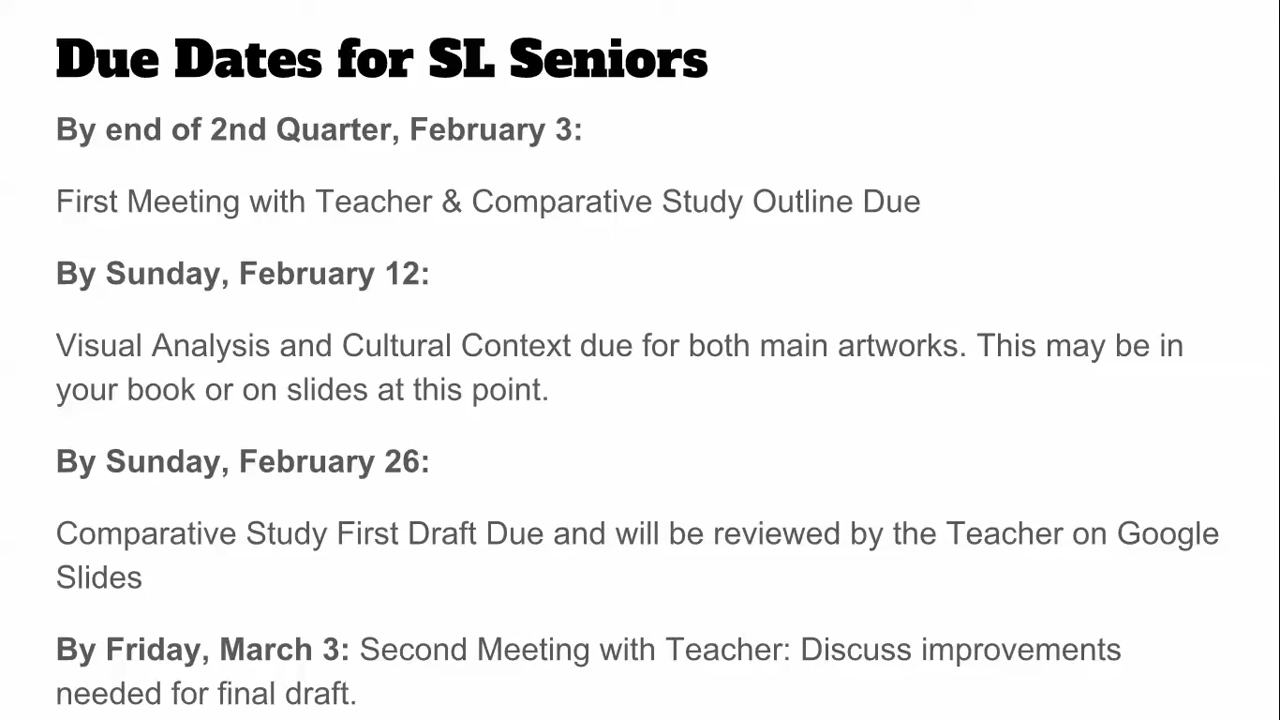 Due Dates for SL Seniors
By end of 2nd Quarter, February 3:
First Meeting with Teacher & Comparative Study Outline Due
By Sunday, February 12:
Visual Analysis and Cultural Context due for both main artworks. This may be in
your book or on slides at this point.
By Sunday, February 26:
Comparative Study First Draft Due and will be reviewed by the Teacher on Google
Slides
By Friday, March 3: Second Meeting with Teacher: Discuss improvements
needed for final draft.